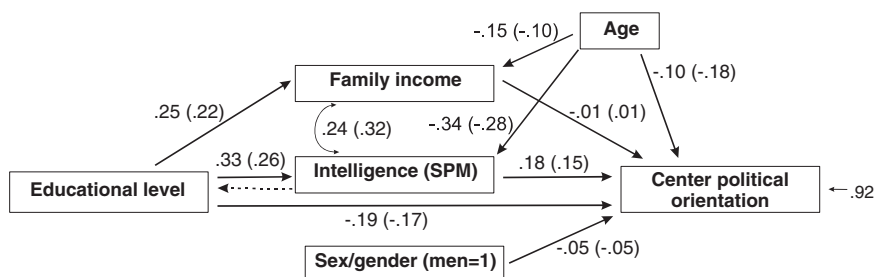 -.15 (-.10)
Age
Family income
-.10 (-.18)
.25 (.22)
-.01 (.01)
.24 (.32)
-.34 (-.28)
.33 (.26)
Intelligence (SPM)
.18 (.15)
Educational level
Center political
orientation
.92
-.19 (-.17)
-.05 (-.05)
Sex/gender (men=1)